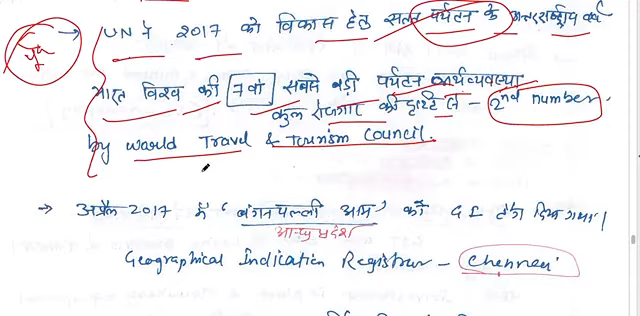 → UN ने 2017 को विकास हेतु सतत पर्यटन के अन्तर्राष्ट्रीय वर्ष
भारत विश्व की 7वीं सबसे बड़ी पर्यटन अर्थव्यवस्था
कुल रोजगार की दृष्टि से - 2nd number
by World Travel & Tourism Council.
→ अप्रैल 2017 में 'बंगनपल्ली आम' को GI टैग दिया गया।
आन्ध्र प्रदेश
Geographical Indication Registrar - Chennai